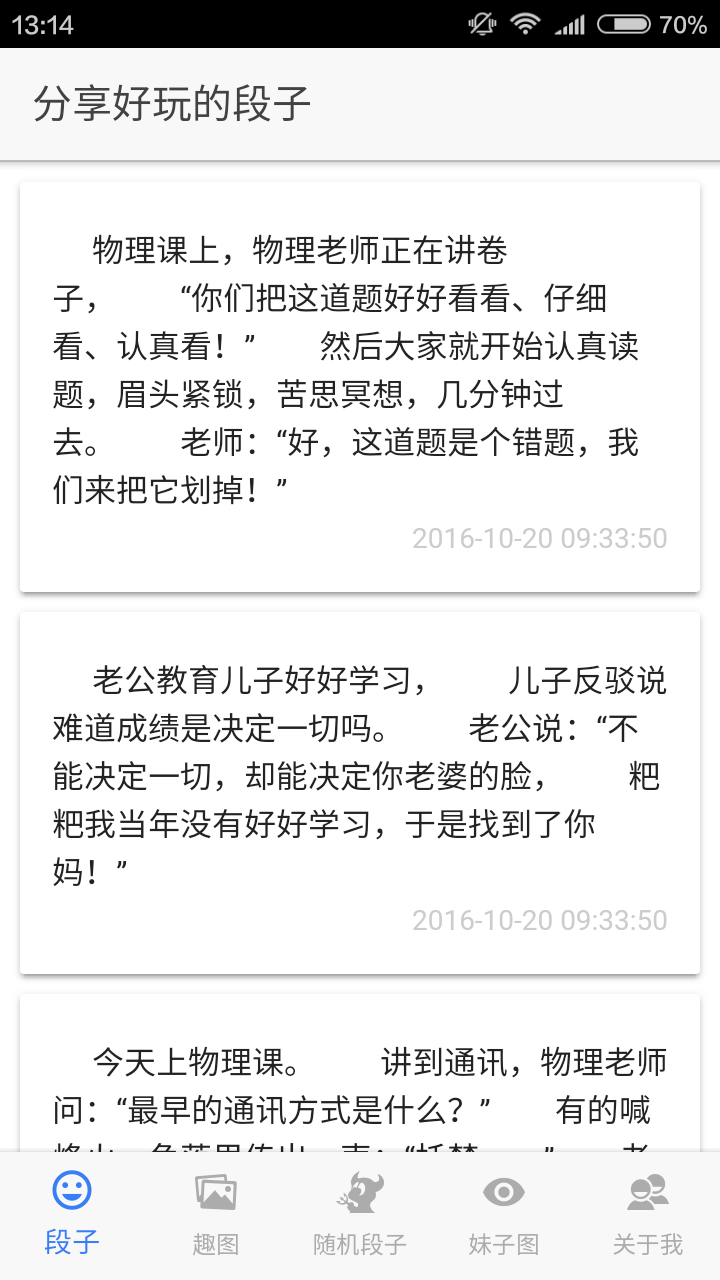 13:14
70%
分享好玩的段子
物理课上，物理老师正在讲卷
子，　　“你们把这道题好好看看、仔细
看、认真看！”　　然后大家就开始认真读
题，眉头紧锁，苦思冥想，几分钟过
去。　　老师：“好，这道题是个错题，我
们来把它划掉！”
2016-10-20 09:33:50
老公教育儿子好好学习，　　儿子反驳说
难道成绩是决定一切吗。　　老公说：“不
能决定一切，却能决定你老婆的脸，　　粑
粑我当年没有好好学习，于是找到了你
妈！”
2016-10-20 09:33:50
今天上物理课。　　讲到通讯，物理老师
问：“最早的通讯方式是什么？”　　有的喊
段子
趣图
随机段子
妹子图
关于我